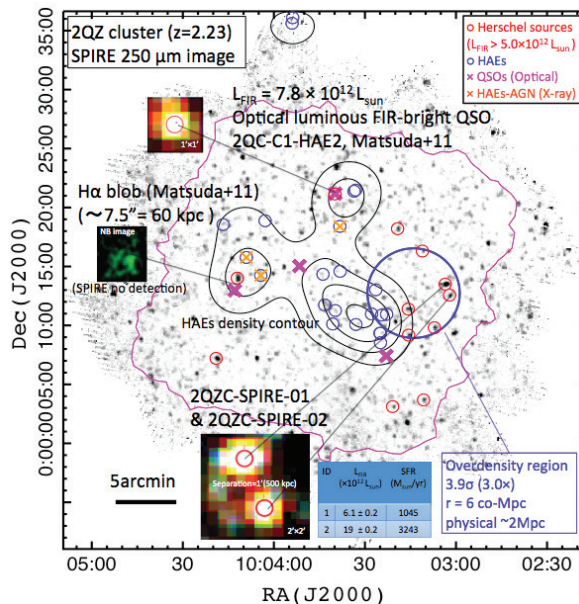 2QZ cluster (z=2.23)
SPIRE 250 μm image
Herschel sources
(L_FIR > 5.0×10¹² L_sun)
HAEs
QSOs (Optical)
HAEs-AGN (X-ray)
L_FIR = 7.8 × 10¹² L_sun
Optical luminous FIR-bright QSO
2QC-C1-HAE2, Matsuda+11
1'×1'
Hα blob (Matsuda+11)
(~7.5"= 60 kpc)
NB image
(SPIRE no detection)
HAEs density contour
2QZC-SPIRE-01
& 2QZC-SPIRE-02
Separation=1'(500 kpc)
2'×2'
5arcmin
ID L_FIR SFR
(×10¹² L_sun) (M_sun/yr)
1 6.1 ± 0.2 1045
2 19 ± 0.2 3243
Overdensity region
3.9σ (3.0×)
r = 6 co-Mpc
physical ~2Mpc
35:00
30:00
25:00
20:00
15:00
10:00
05:00
0:00:00
Dec(J2000)
05:00 30 10:04:00 30 03:00 02:30
RA(J2000)